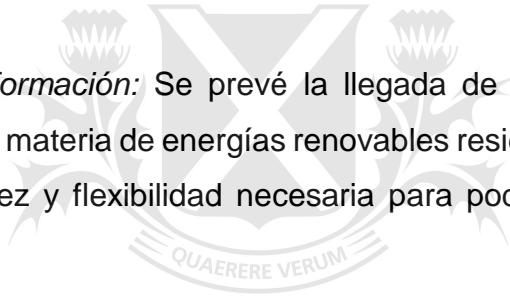 formación: Se prevé la llegada de
materia de energías renovables resi
ez y flexibilidad necesaria para pod
QUAERERE VERUM